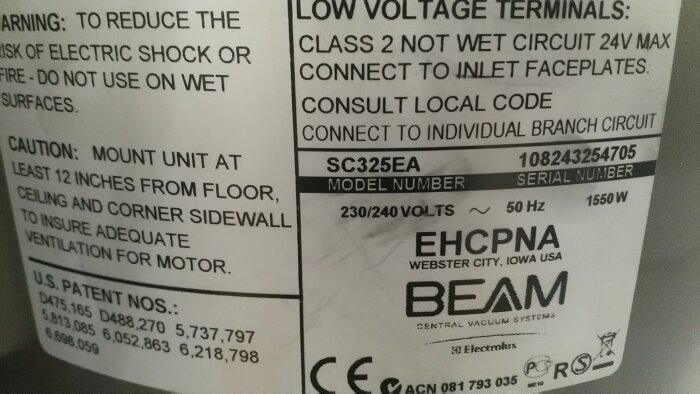 ARNING: TO REDUCE THE
ISK OF ELECTRIC SHOCK OR
FIRE - DO NOT USE ON WET
SURFACES.
CAUTION: MOUNT UNIT AT
LEAST 12 INCHES FROM FLOOR,
CEILING AND CORNER SIDEWALL
TO INSURE ADEQUATE
VENTILATION FOR MOTOR.
U.S. PATENT NOS.:
D475,165 D488,270 5,737,797
5,813,085 6,052,863 6,218,798
6,698,059
LOW VOLTAGE TERMINALS:
CLASS 2 NOT WET CIRCUIT 24V MAX
CONNECT TO INLET FACEPLATES.
CONSULT LOCAL CODE
CONNECT TO INDIVIDUAL BRANCH CIRCUIT
SC325EA 108243254705
MODEL NUMBER SERIAL NUMBER
230/240 VOLTS ~ 50 Hz 1550 W
EHCPNA
WEBSTER CITY, IOWA USA
BEAM
CENTRAL VACUUM SYSTEMS
Electrolux
CE ACN 081 793 035 ME10 R S